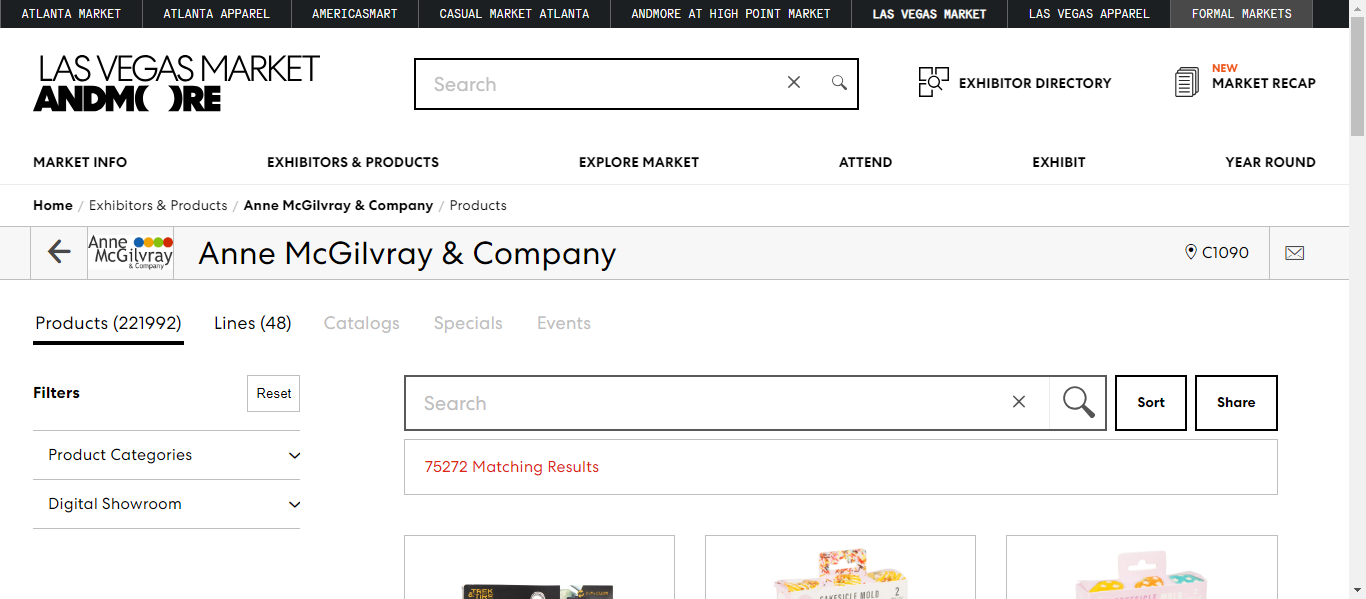 ATLANTA MARKET ATLANTA APPAREL AMERICASMART CASUAL MARKET ATLANTA ANDMORE AT HIGH POINT MARKET LAS VEGAS MARKET LAS VEGAS APPAREL FORMAL MARKETS
LAS VEGAS MARKET
ANDM( )RE
Search
EXHIBITOR DIRECTORY
NEW
MARKET RECAP
MARKET INFO EXHIBITORS & PRODUCTS EXPLORE MARKET ATTEND EXHIBIT YEAR ROUND
Home / Exhibitors & Products / Anne McGilvray & Company / Products
Anne
McGilvray
& Company
Anne McGilvray & Company
C1090
Products (221992) Lines (48) Catalogs Specials Events
Filters Reset
Search Sort Share
Product Categories
75272 Matching Results
Digital Showroom
CAKESICLE MOLD 2